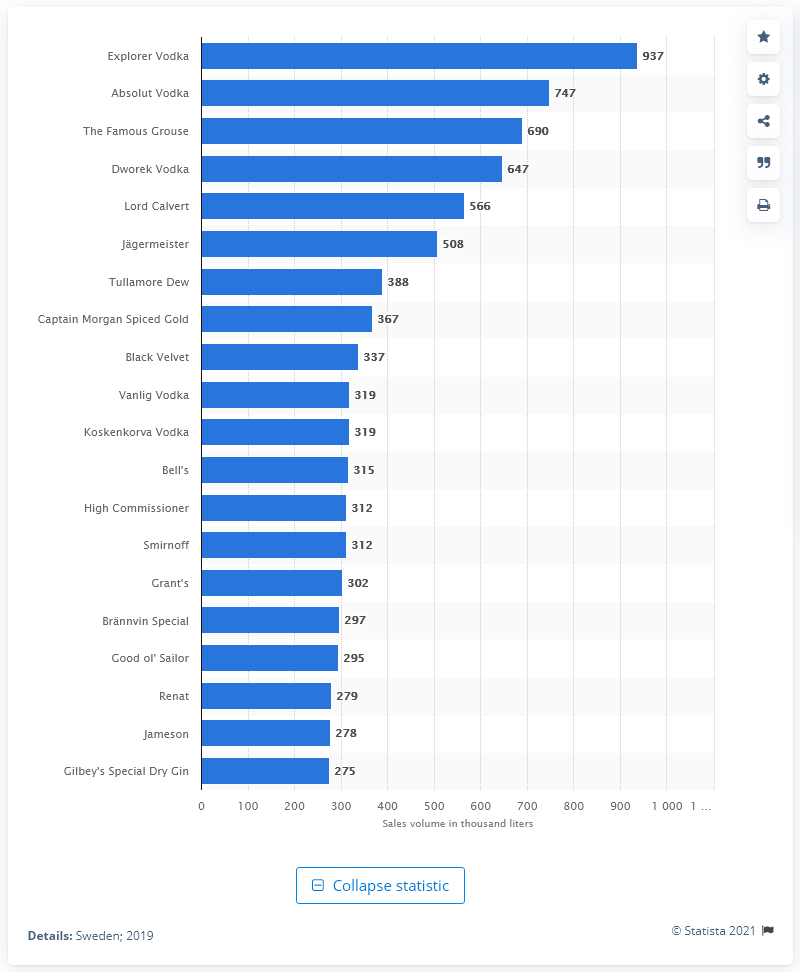 Explorer Vodka 937
Absolut Vodka 747
The Famous Grouse 690
Dworek Vodka 647
Lord Calvert 566
Jägermeister 508
Tullamore Dew 388
Captain Morgan Spiced Gold 367
Black Velvet 337
Vanlig Vodka 319
Koskenkorva Vodka 319
Bell's 315
High Commissioner 312
Smirnoff 312
Grant's 302
Brännvin Special 297
Good ol' Sailor 295
Renat 279
Jameson 278
Gilbey's Special Dry Gin 275
0 100 200 300 400 500 600 700 800 900 1 000 1 ...
Sales volume in thousand liters
Collapse statistic
© Statista 2021
Details: Sweden; 2019